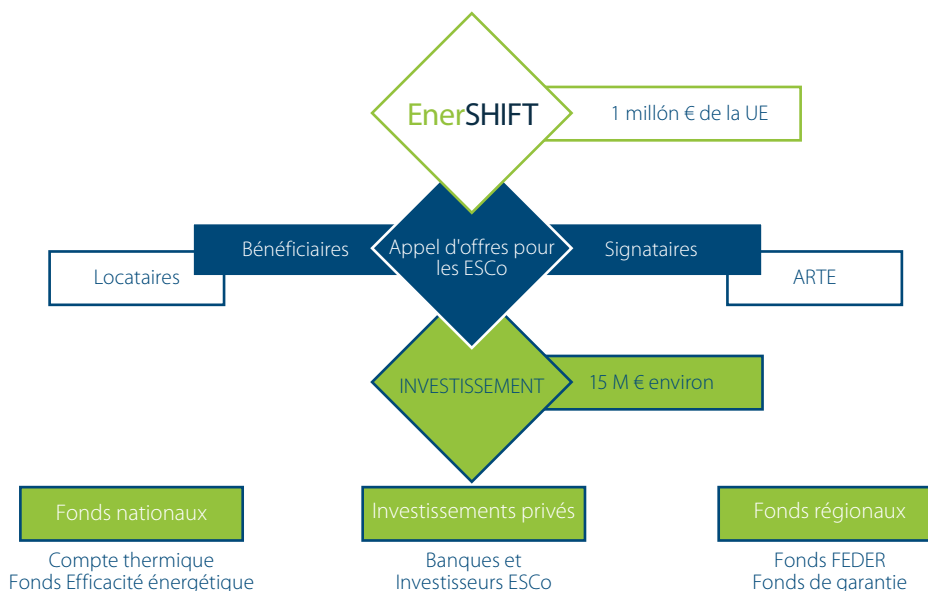 EnerSHIFT
1 millón € de la UE
Bénéficiaires
Appel d'offres pour
les ESCo
Signataires
Locataires
ARTE
INVESTISSEMENT
15 M € environ
Fonds nationaux
Investissements privés
Fonds régionaux
Compte thermique
Fonds Efficacité énergétique
Banques et
Investisseurs ESCo
Fonds FEDER
Fonds de garantie